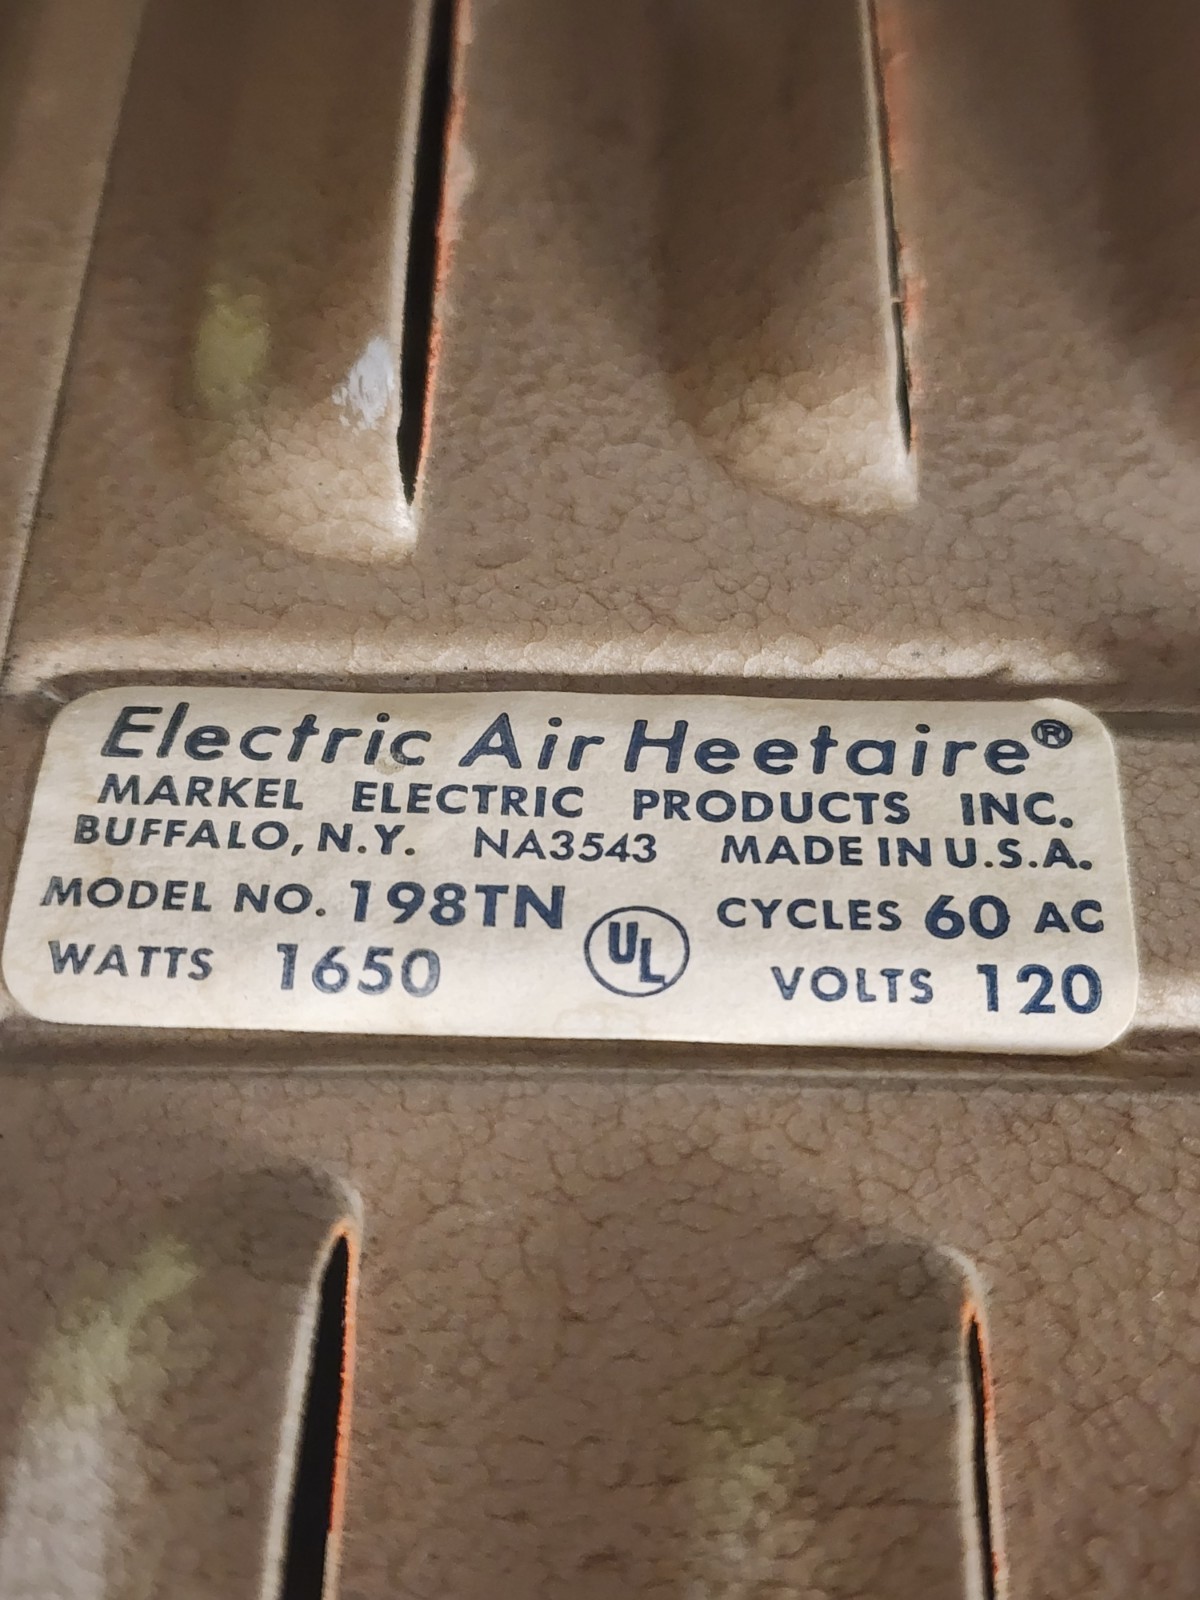 Electric Air Heetaire®
MARKEL ELECTRIC PRODUCTS INC.
BUFFALO, N.Y. NA3543 MADE IN U.S.A.
MODEL NO. 198TN CYCLES 60 AC
WATTS 1650 UL VOLTS 120